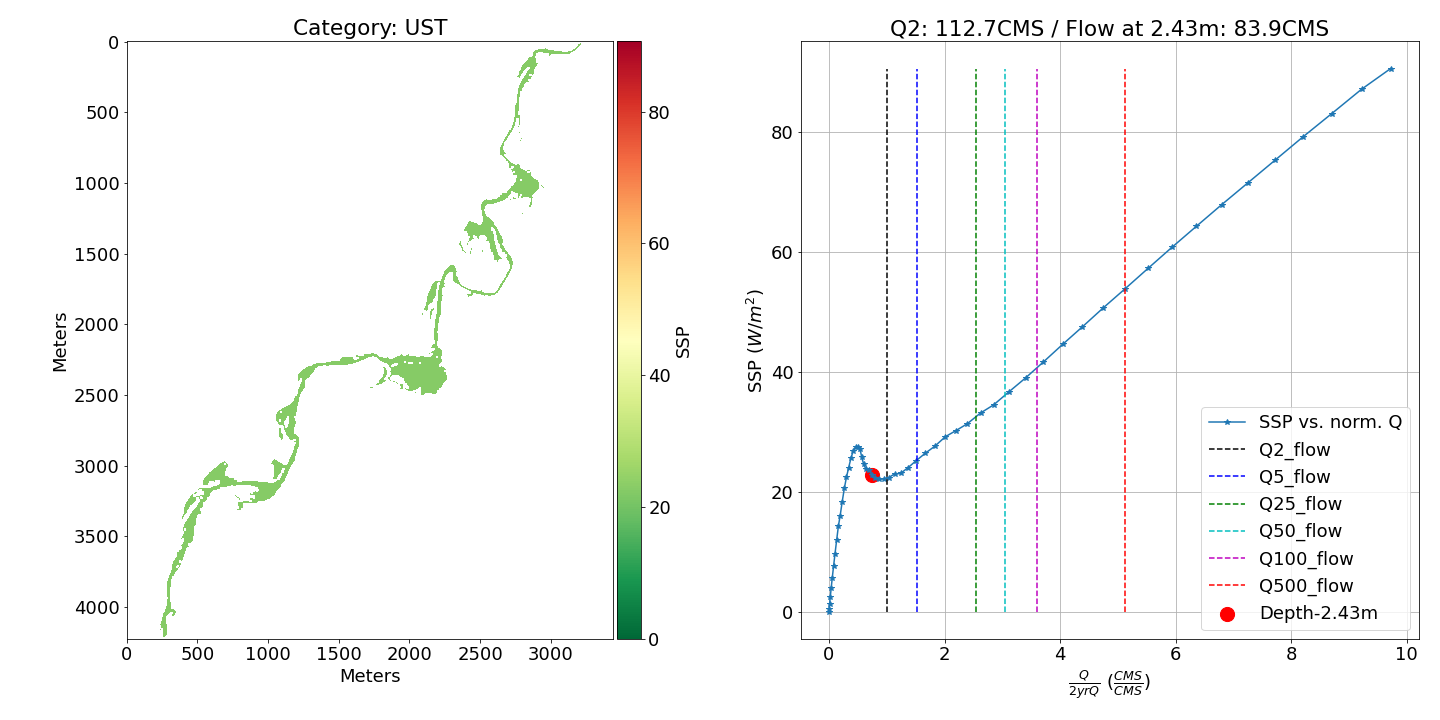 Category: UST
0
500
1000
1500
2000
2500
3000
3500
4000
Meters
0
500
1000
1500
2000
2500
3000
Meters
80
60
40
20
0
SSP
Q2: 112.7CMS / Flow at 2.43m: 83.9CMS
80
60
40
20
0
SSP (W/m²)
0
2
4
6
8
10
Q/2yrQ (CMS/CMS)
SSP vs. norm. Q
Q2_flow
Q5_flow
Q25_flow
Q50_flow
Q100_flow
Q500_flow
Depth-2.43m